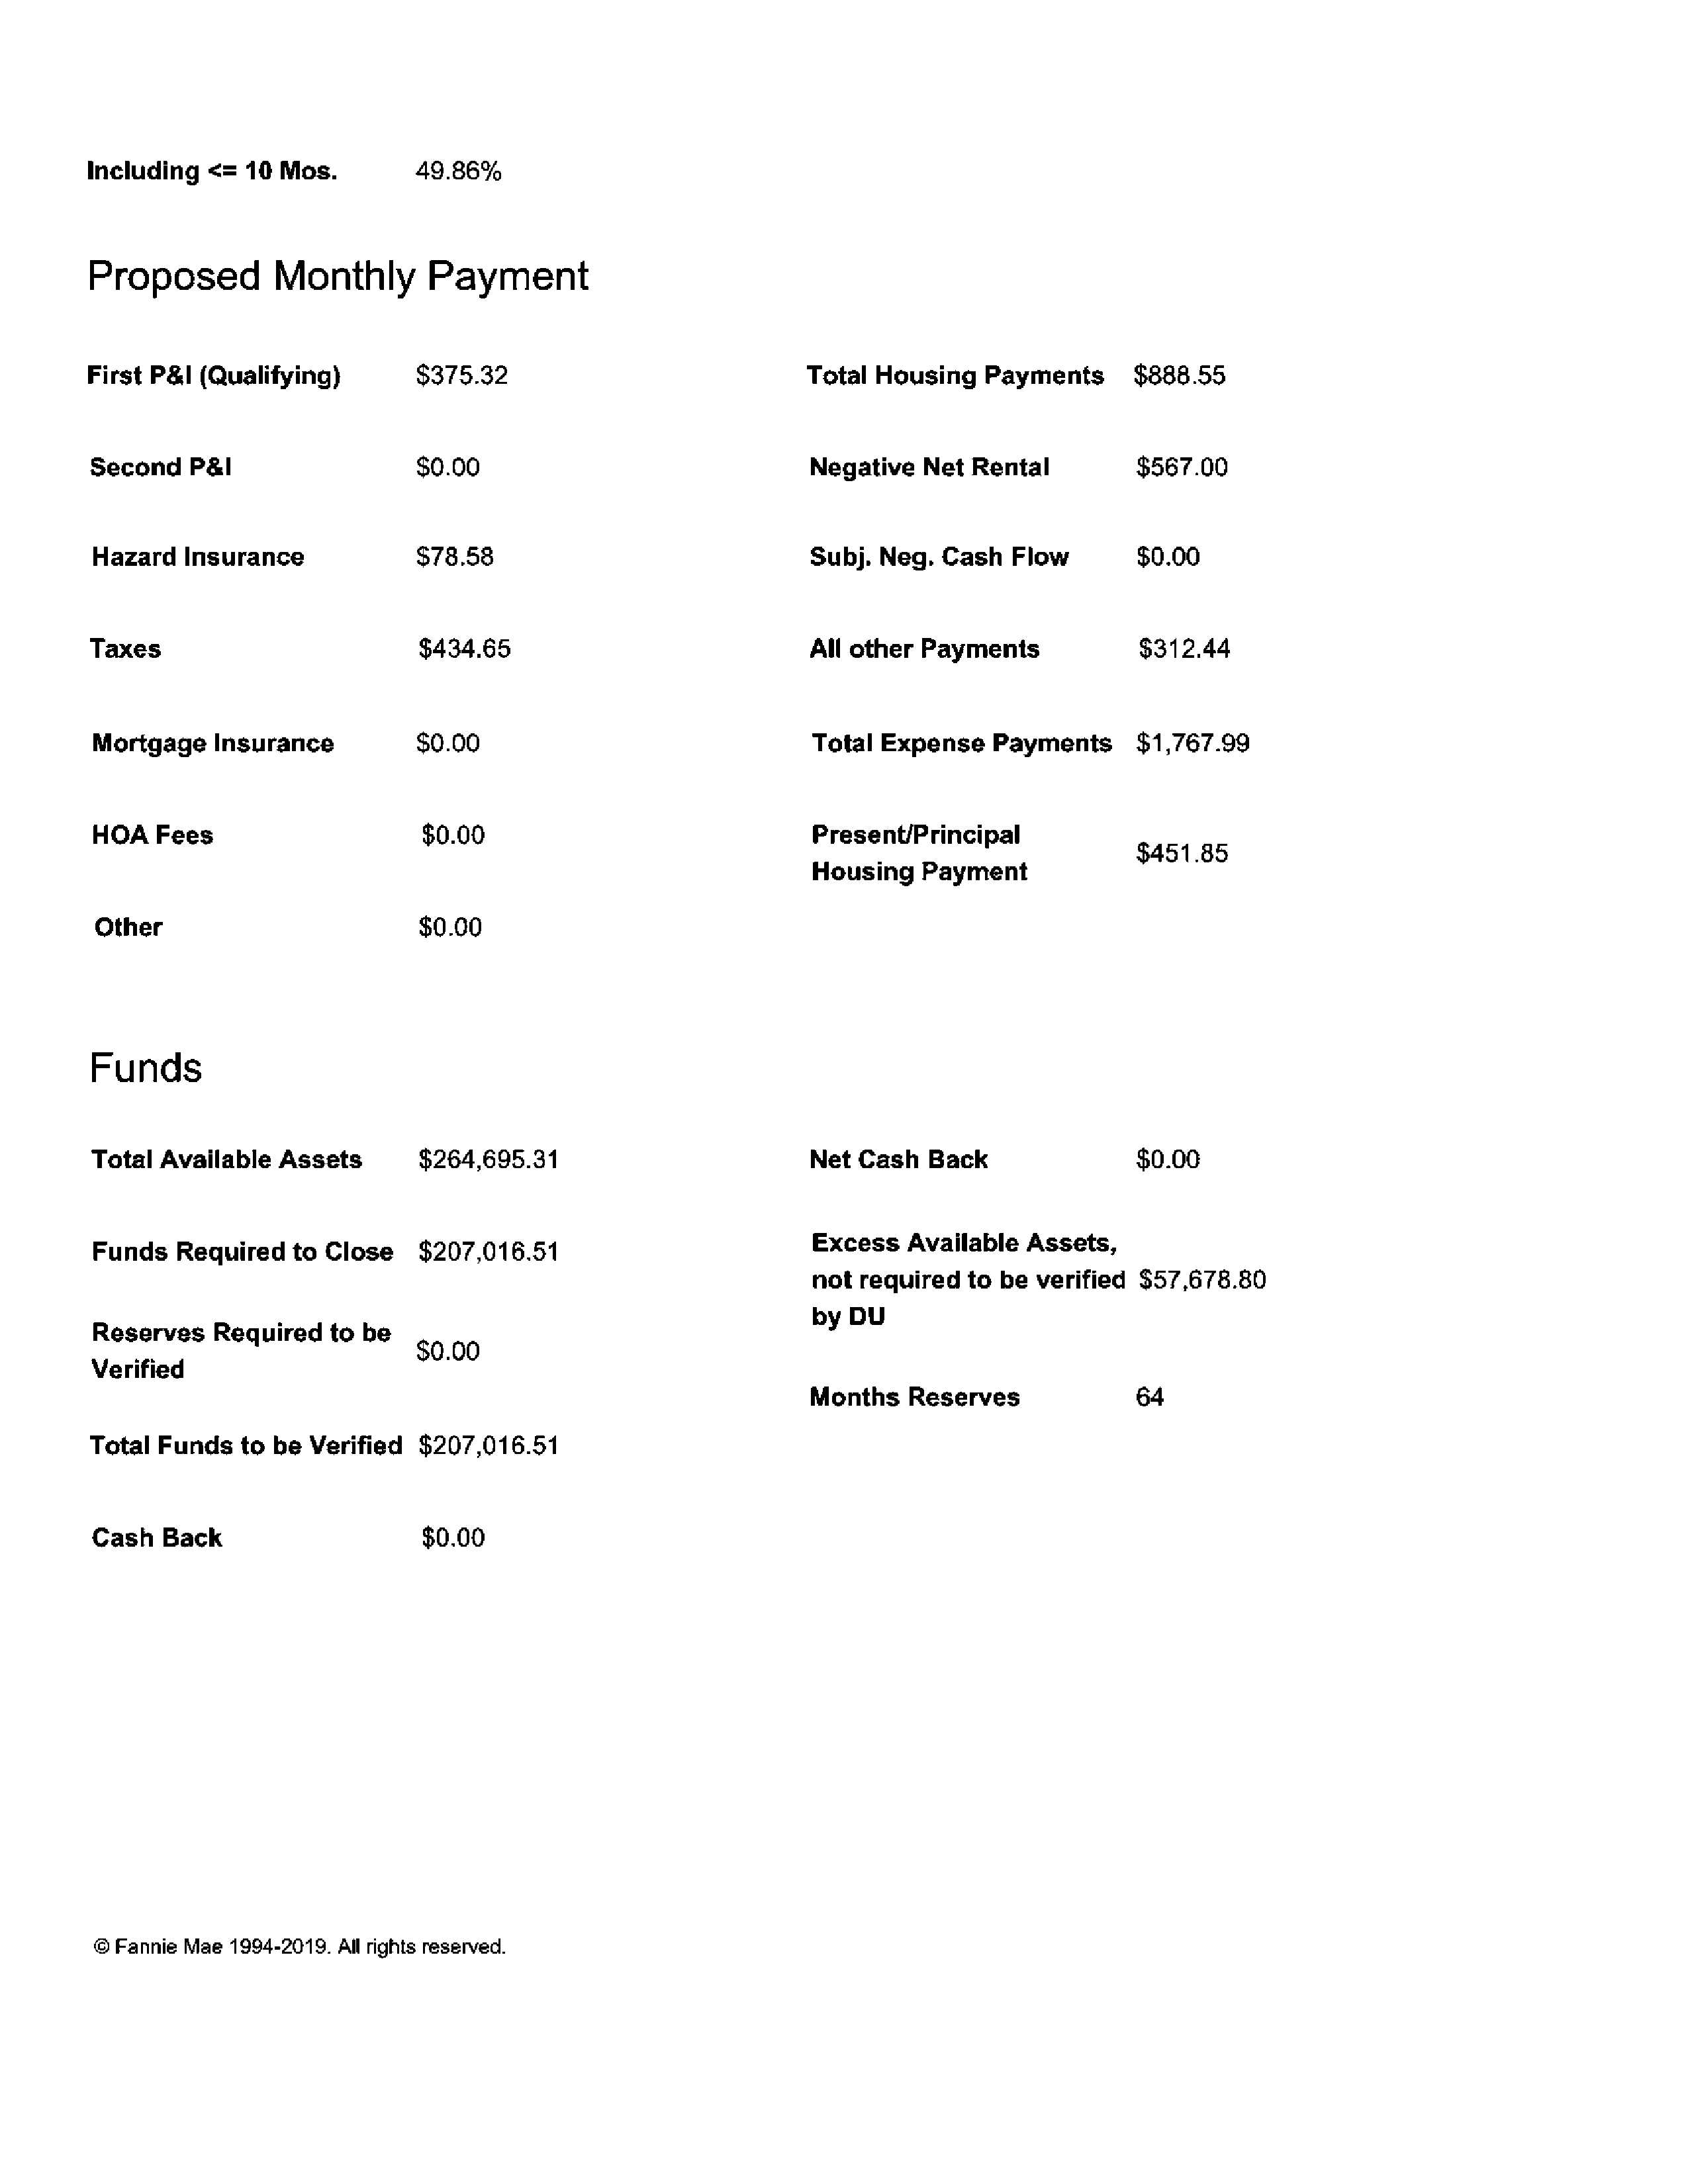 Including <= 10 Mos. 49.86%
Proposed Monthly Payment
First P&I (Qualifying) $375.32
Second P&I $0.00
Hazard Insurance $78.58
Taxes $434.65
Mortgage Insurance $0.00
HOA Fees $0.00
Other $0.00
Total Housing Payments $888.55
Negative Net Rental $567.00
Subj. Neg. Cash Flow $0.00
All other Payments $312.44
Total Expense Payments $1,767.99
Present/Principal
Housing Payment $451.85
Funds
Total Available Assets $264,695.31
Funds Required to Close $207,016.51
Reserves Required to be
Verified $0.00
Total Funds to be Verified $207,016.51
Cash Back $0.00
Net Cash Back $0.00
Excess Available Assets,
not required to be verified $57,678.80
by DU
Months Reserves 64
© Fannie Mae 1994-2019. All rights reserved.